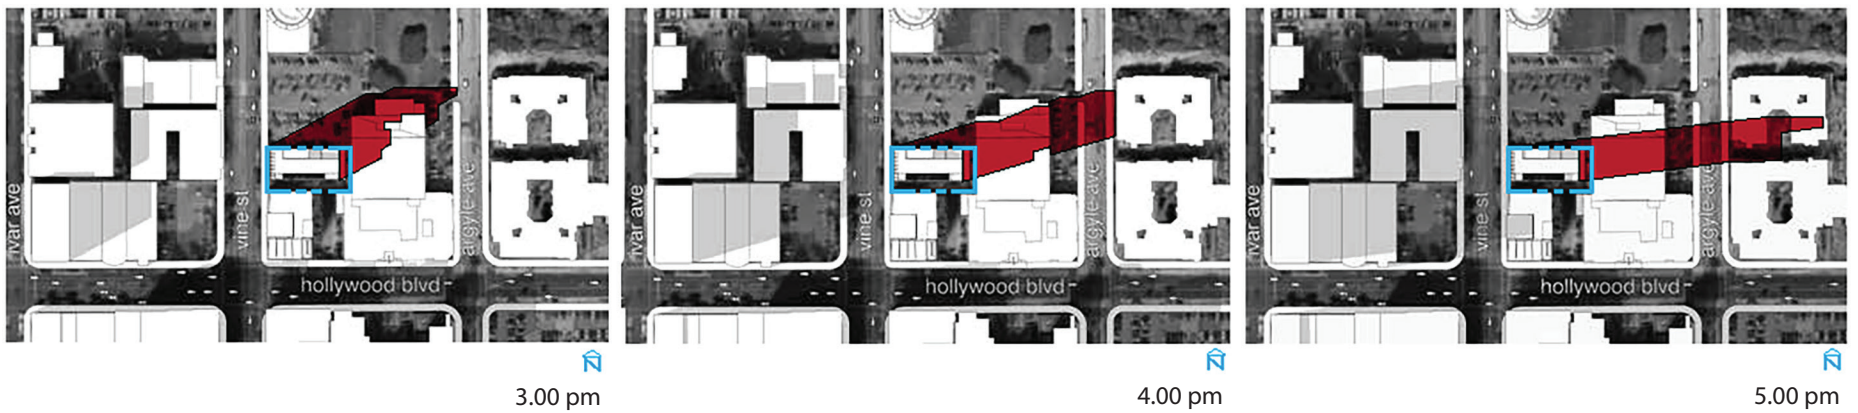 ivar ave
vine st
argyle ave
hollywood blvd
N
3.00 pm
ivar ave
vine st
argyle ave
hollywood blvd
N
4.00 pm
ivar ave
vine st
argyle ave
hollywood blvd
N
5.00 pm